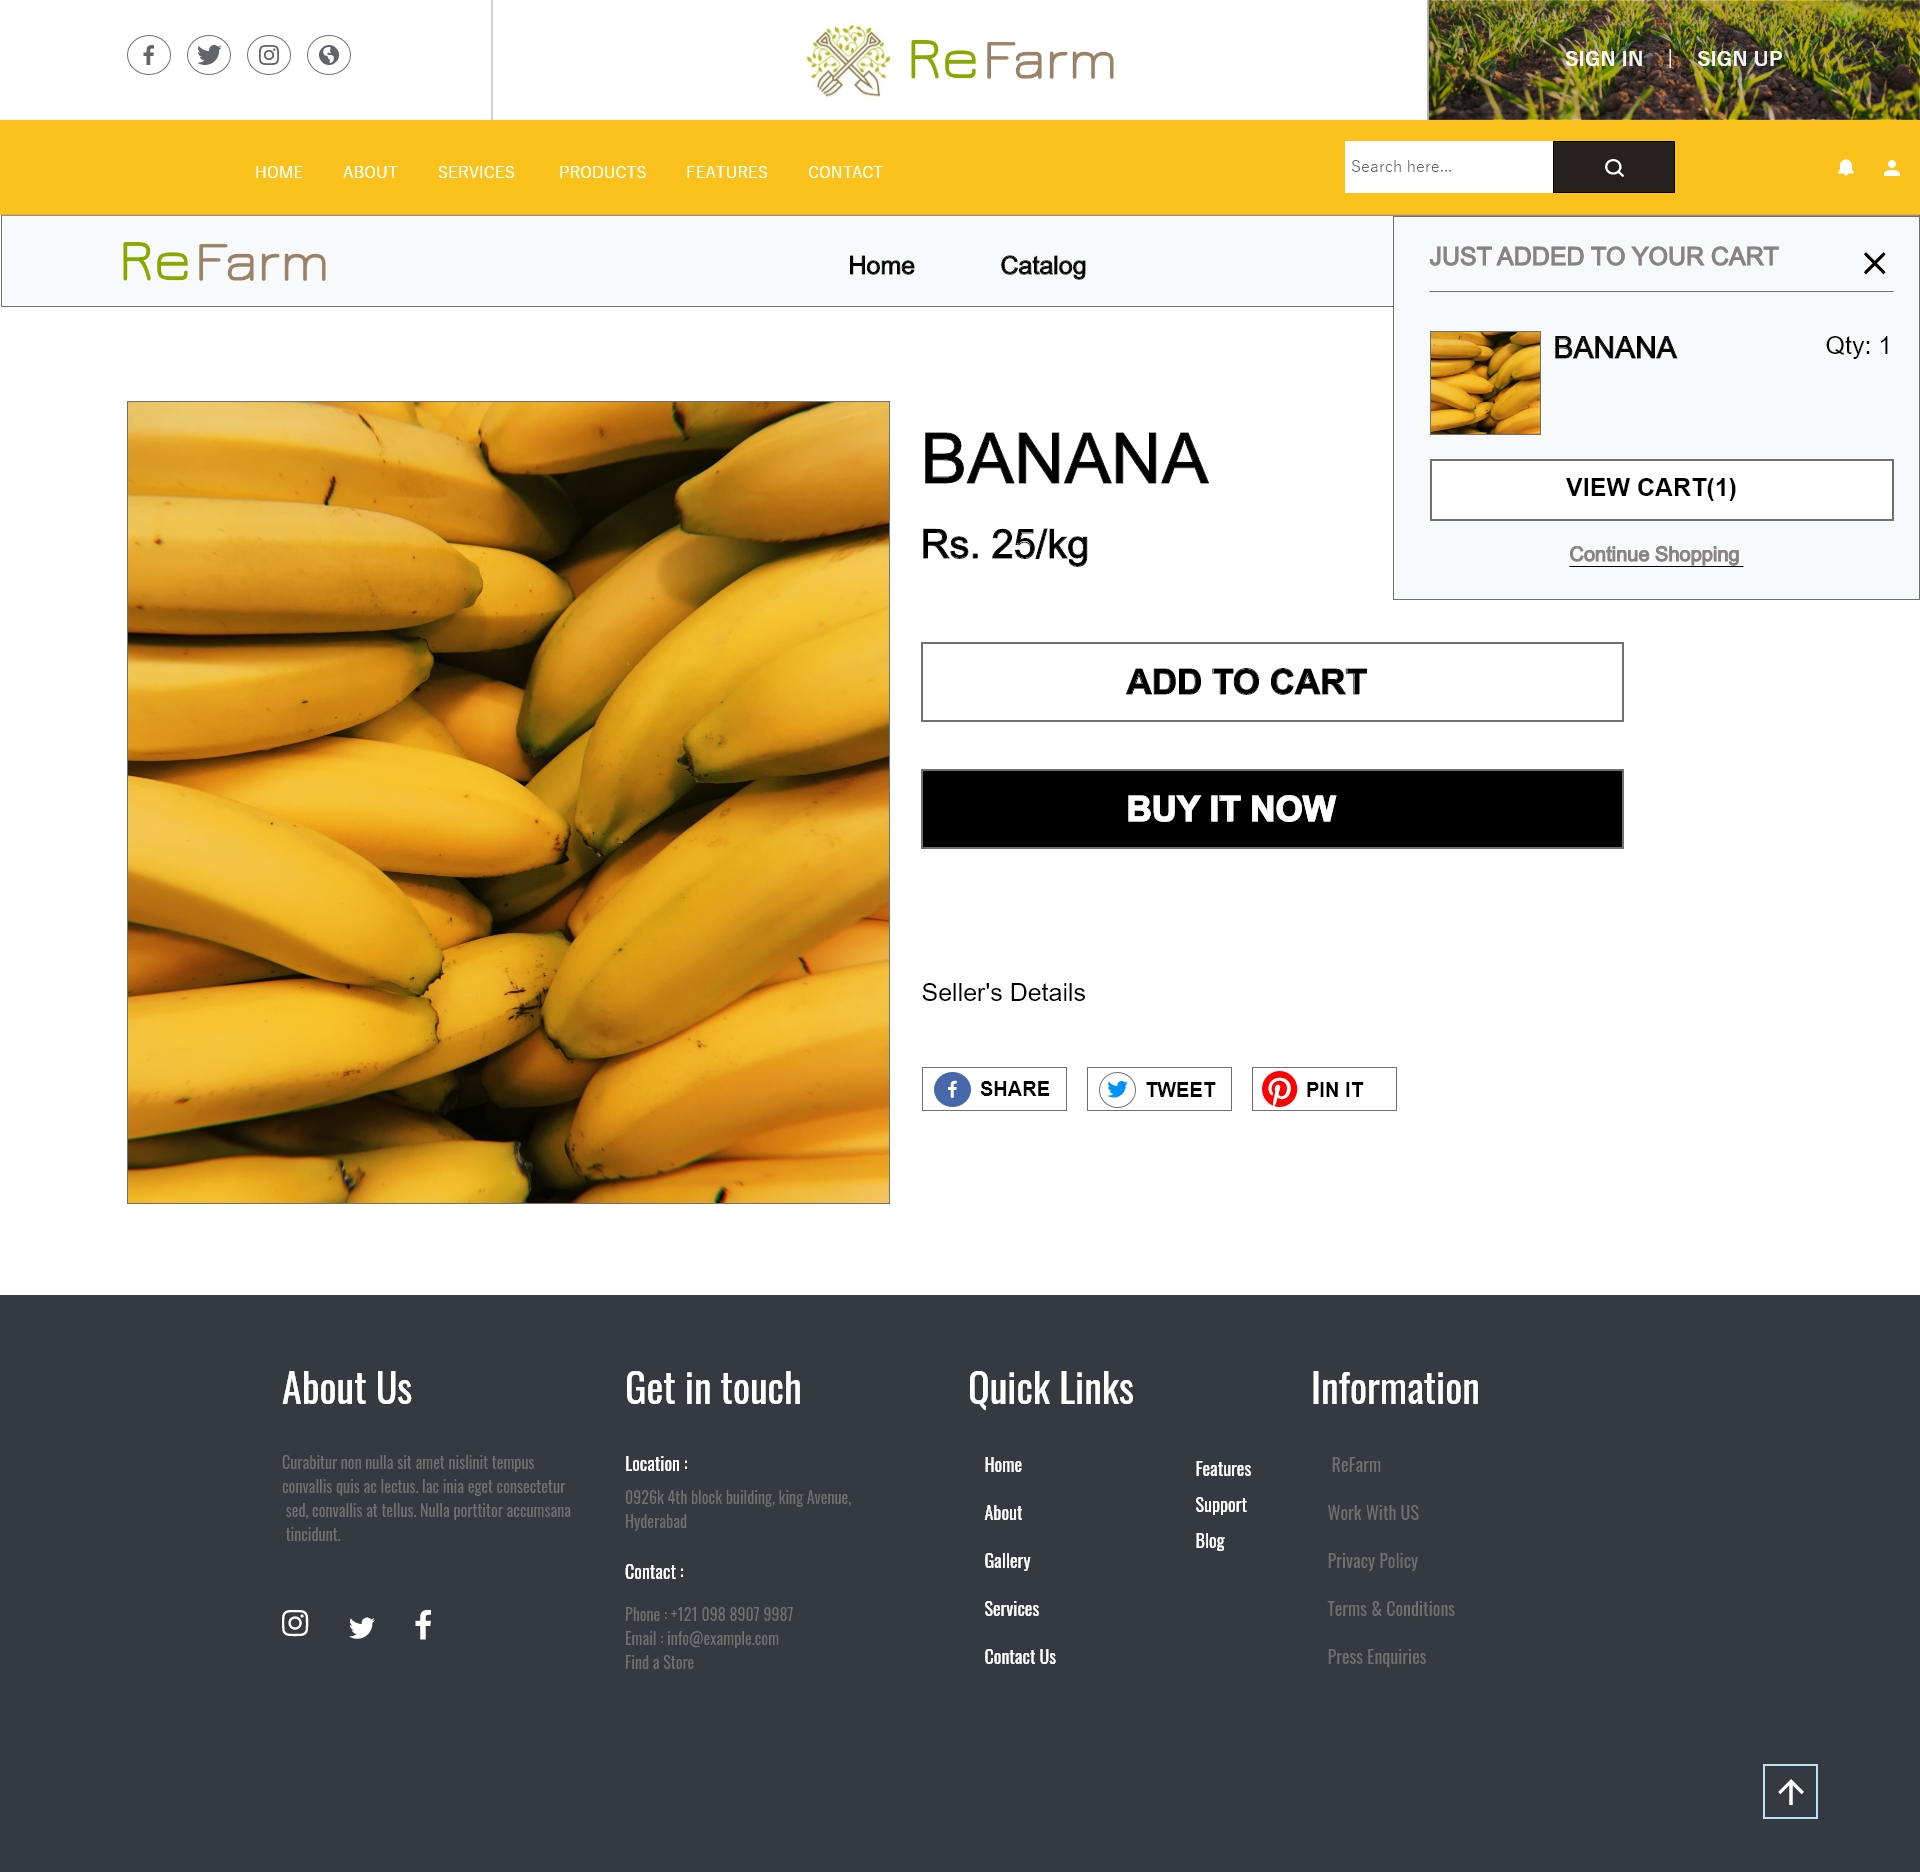 ReFarm
SIGN IN | SIGN UP
HOME ABOUT SERVICES PRODUCTS FEATURES CONTACT
Search here...
ReFarm
Home Catalog
JUST ADDED TO YOUR CART
BANANA Qty: 1
VIEW CART(1)
Continue Shopping
BANANA
Rs. 25/kg
ADD TO CART
BUY IT NOW
Seller's Details
SHARE TWEET PIN IT
About Us
Curabitur non nulla sit amet nislinit tempus
convallis quis ac lectus. lac inia eget consectetur
sed, convallis at tellus. Nulla porttitor accumsana
tincidunt.
Get in touch
Location :
0926k 4th block building, king Avenue,
Hyderabad
Contact :
Phone : +121 098 8907 9987
Email : info@example.com
Find a Store
Quick Links
Home
About
Gallery
Services
Contact Us
Features
Support
Blog
Information
ReFarm
Work With US
Privacy Policy
Terms & Conditions
Press Enquiries